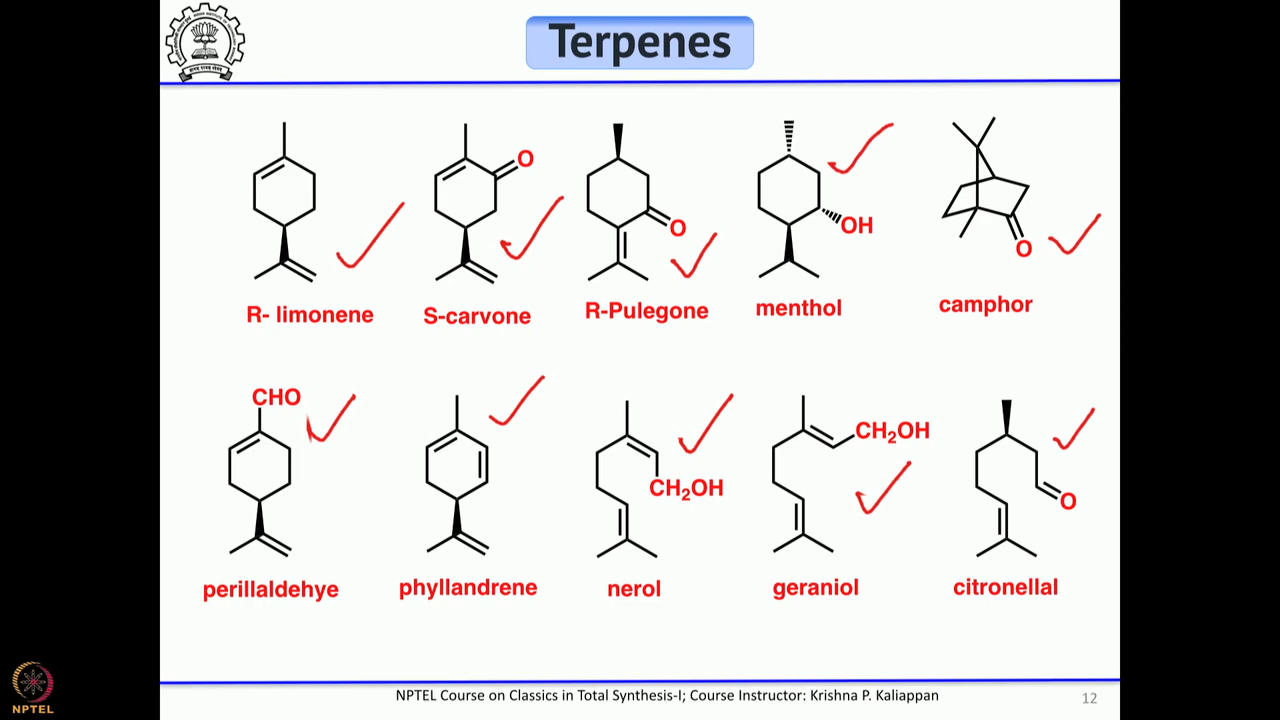 Terpenes
O
O
OH
O
R- limonene
S-carvone
R-Pulegone
menthol
camphor
CHO
CH₂OH
CH₂OH
O
perillaldehye
phyllandrene
nerol
geraniol
citronellal
NPTEL Course on Classics in Total Synthesis-I; Course Instructor: Krishna P. Kaliappan
12
NPTEL